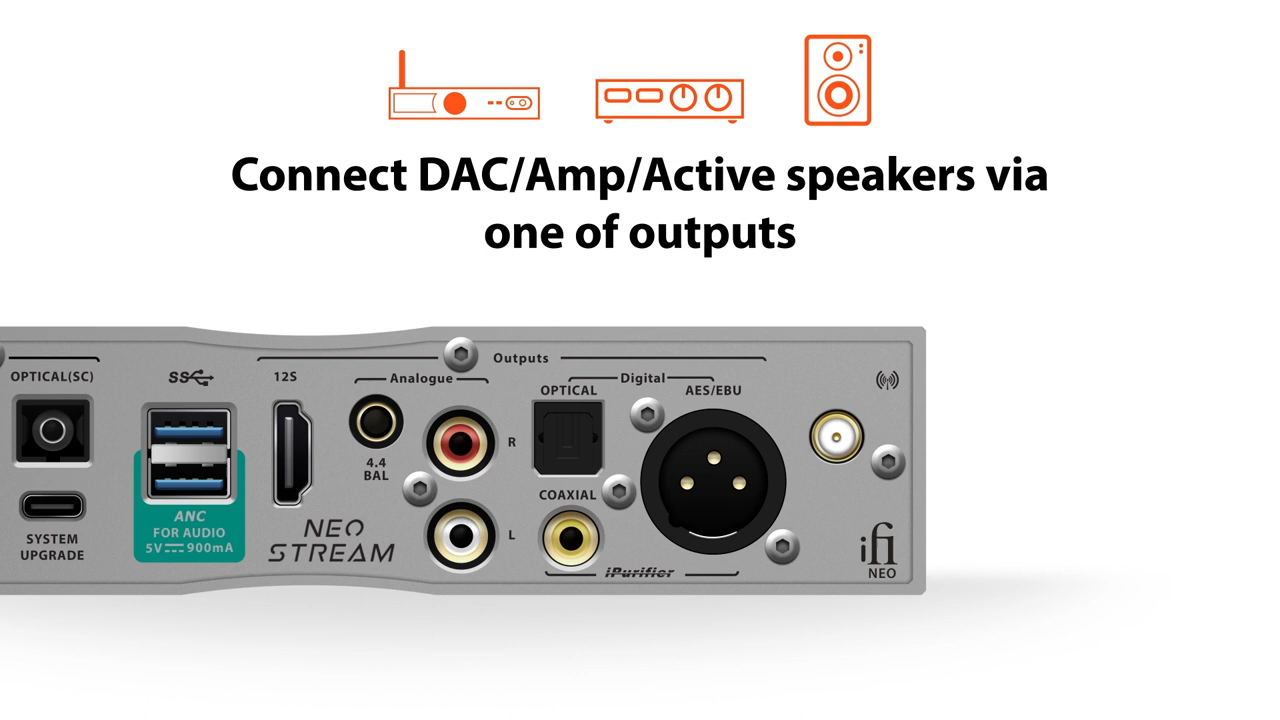 Connect DAC/Amp/Active speakers via
one of outputs
OPTICAL(SC)
SYSTEM
UPGRADE
SS
ANC
FOR AUDIO
5V 900mA
12S
Outputs
Analogue
4.4
BAL
R
L
NEO
STREAM
Digital
OPTICAL
AES/EBU
COAXIAL
iPurifier
ifi
NEO